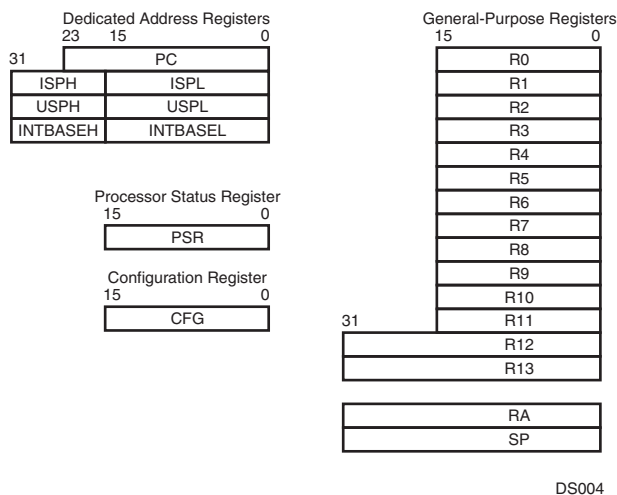 Dedicated Address Registers
23 15 0
31
PC
ISPH ISPL
USPH USPL
INTBASEH INTBASEL
Processor Status Register
15 0
PSR
Configuration Register
15 0
CFG
General-Purpose Registers
15 0
R0
R1
R2
R3
R4
R5
R6
R7
R8
R9
R10
31 R11
R12
R13
RA
SP
DS004